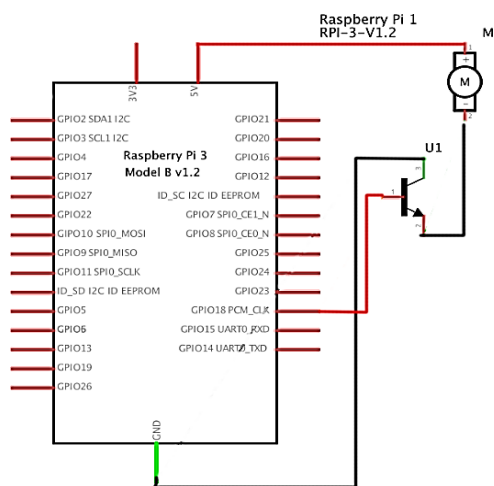 Raspberry Pi 1
RPI-3-V1.2
M
1
+
M
-
2
3V3
5V
GPIO2 SDA1 I2C
GPIO3 SCL1 I2C
GPIO4
GPIO17
GPIO27
GPIO22
GPIO10 SPI0_MOSI
GPIO9 SPI0_MISO
GPIO11 SPI0_SCLK
ID_SD I2C ID EEPROM
GPIO5
GPIO6
GPIO13
GPIO19
GPIO26
Raspberry Pi 3
Model B v1.2
GPIO21
GPIO20
GPIO16
GPIO12
ID_SC I2C ID EEPROM
GPIO7 SPI0_CE1_N
GPIO8 SPI0_CE0_N
GPIO25
GPIO24
GPIO23
GPIO18 PCM_CLK
GPIO15 UART0_RXD
GPIO14 UART0_TXD
GND
U1
3
1
2